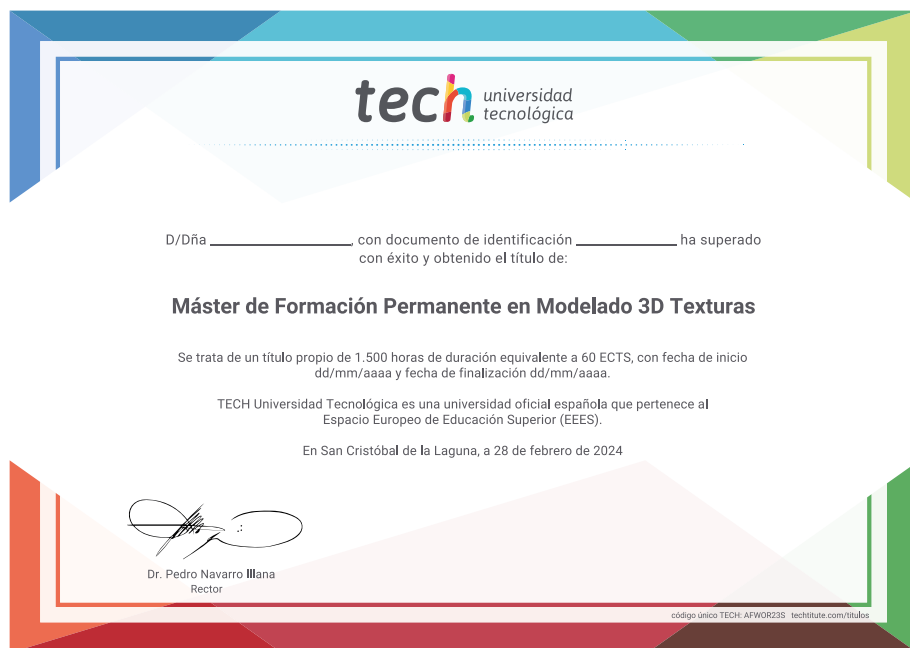 tech universidad
tecnológica
D/Dña ____________________, con documento de identificación ______________ ha superado
con éxito y obtenido el título de:
Máster de Formación Permanente en Modelado 3D Texturas
Se trata de un título propio de 1.500 horas de duración equivalente a 60 ECTS, con fecha de inicio
dd/mm/aaaa y fecha de finalización dd/mm/aaaa.
TECH Universidad Tecnológica es una universidad oficial española que pertenece al
Espacio Europeo de Educación Superior (EEES).
En San Cristóbal de la Laguna, a 28 de febrero de 2024
Dr. Pedro Navarro Illana
Rector
código único TECH: AFWOR23S techtitute.com/titulos